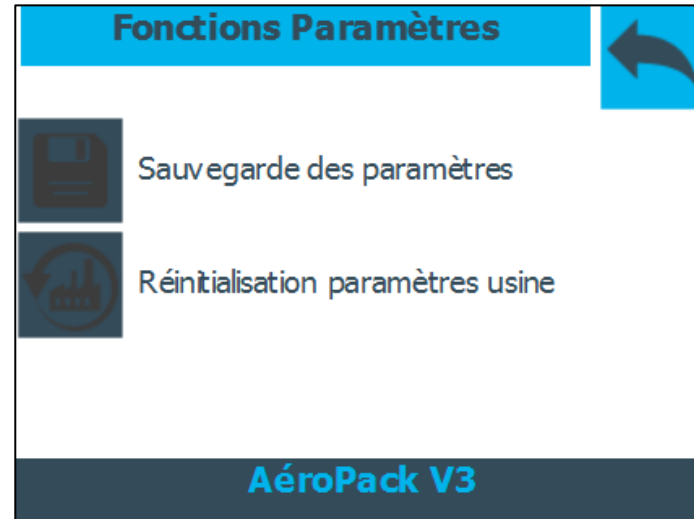 Fonctions Paramètres
Sauvegarde des paramètres
Réinitialisation paramètres usine
AéroPack V3